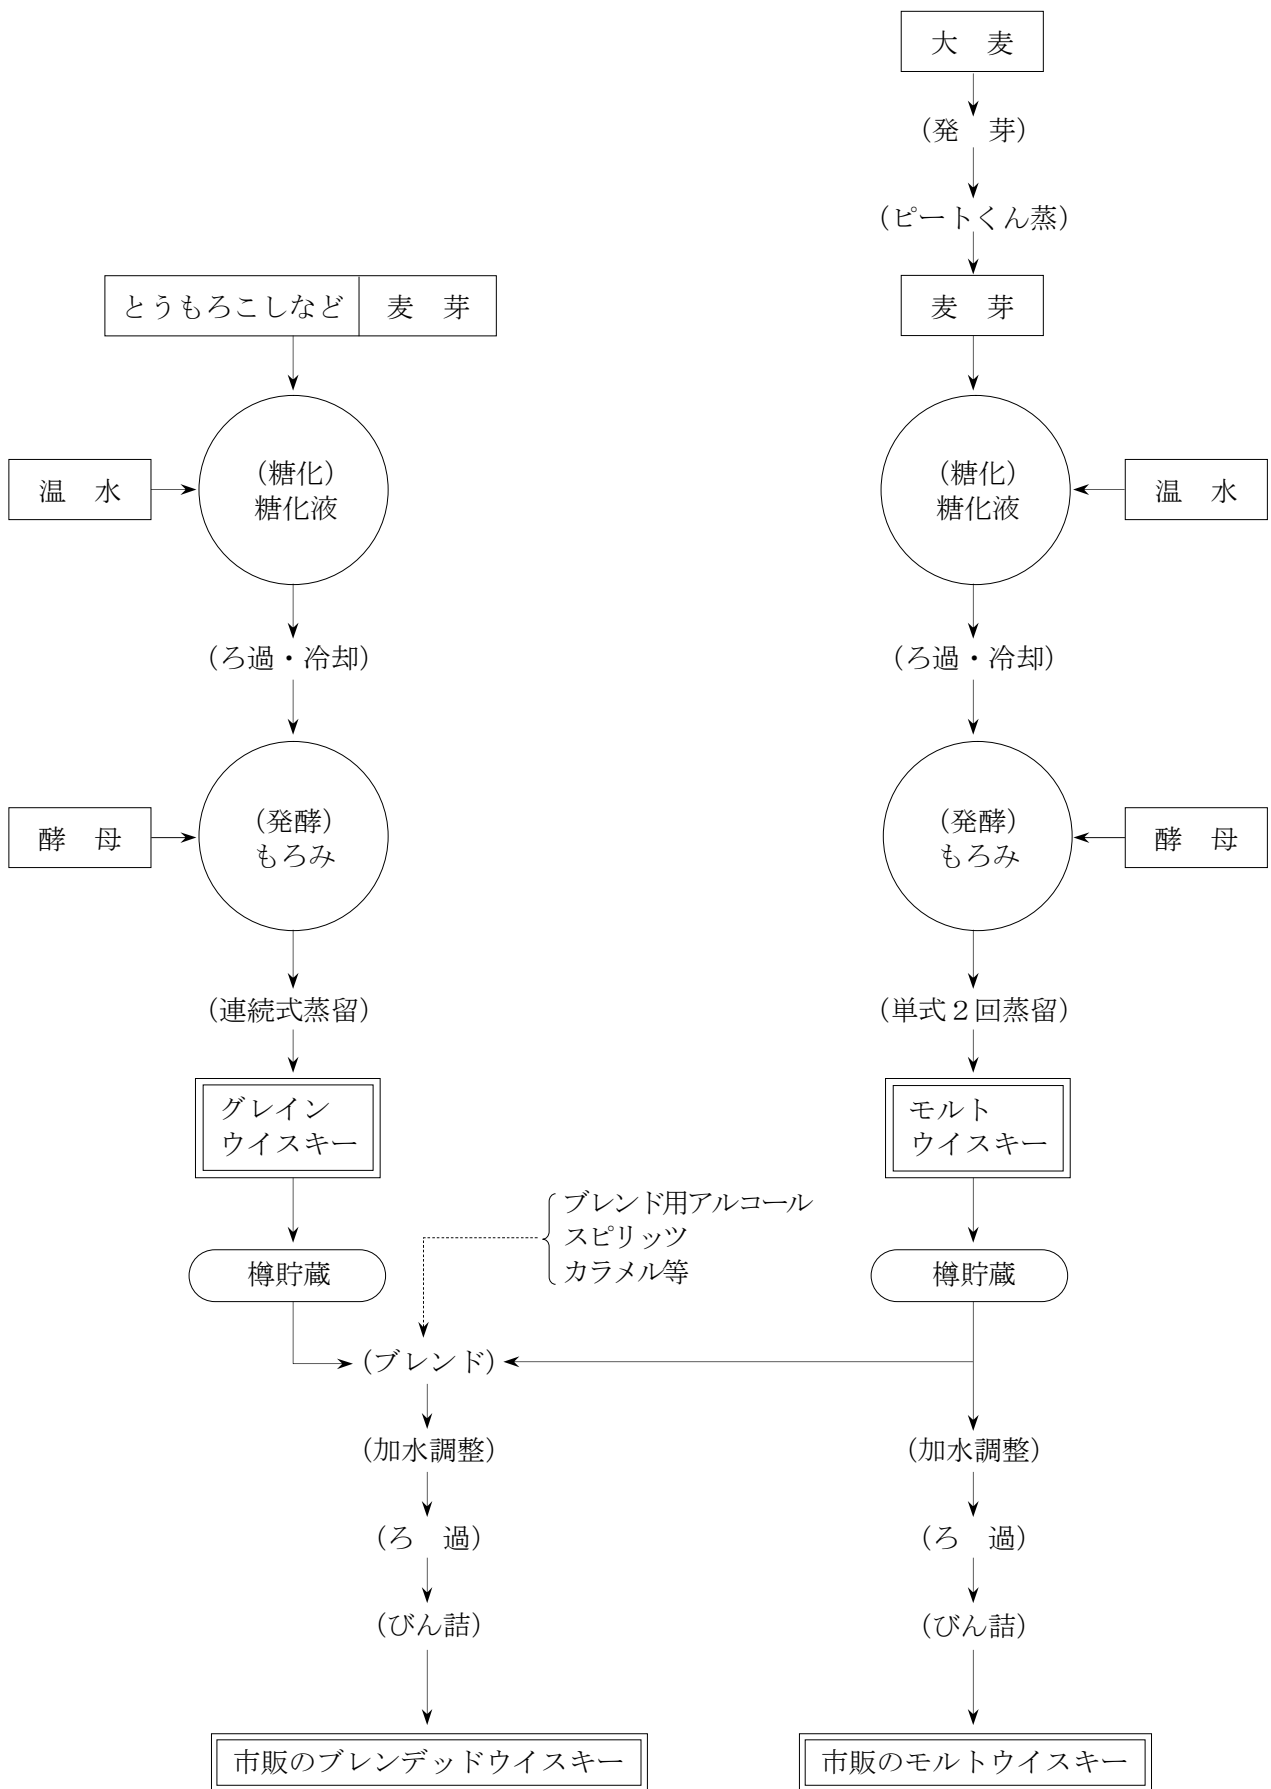 大　麦
(発　芽)
(ピートくん蒸)
とうもろこしなど　麦　芽
麦　芽
温　水
(糖化)
糖化液
(糖化)
糖化液
温　水
(ろ過・冷却)
(ろ過・冷却)
酵　母
(発酵)
もろみ
(発酵)
もろみ
酵　母
(連続式蒸留)
(単式２回蒸留)
グレイン
ウイスキー
モルト
ウイスキー
ブレンド用アルコール
スピリッツ
カラメル等
樽貯蔵
樽貯蔵
(ブレンド)
(加水調整)
(加水調整)
(ろ　過)
(ろ　過)
(びん詰)
(びん詰)
市販のブレンデッドウイスキー
市販のモルトウイスキー